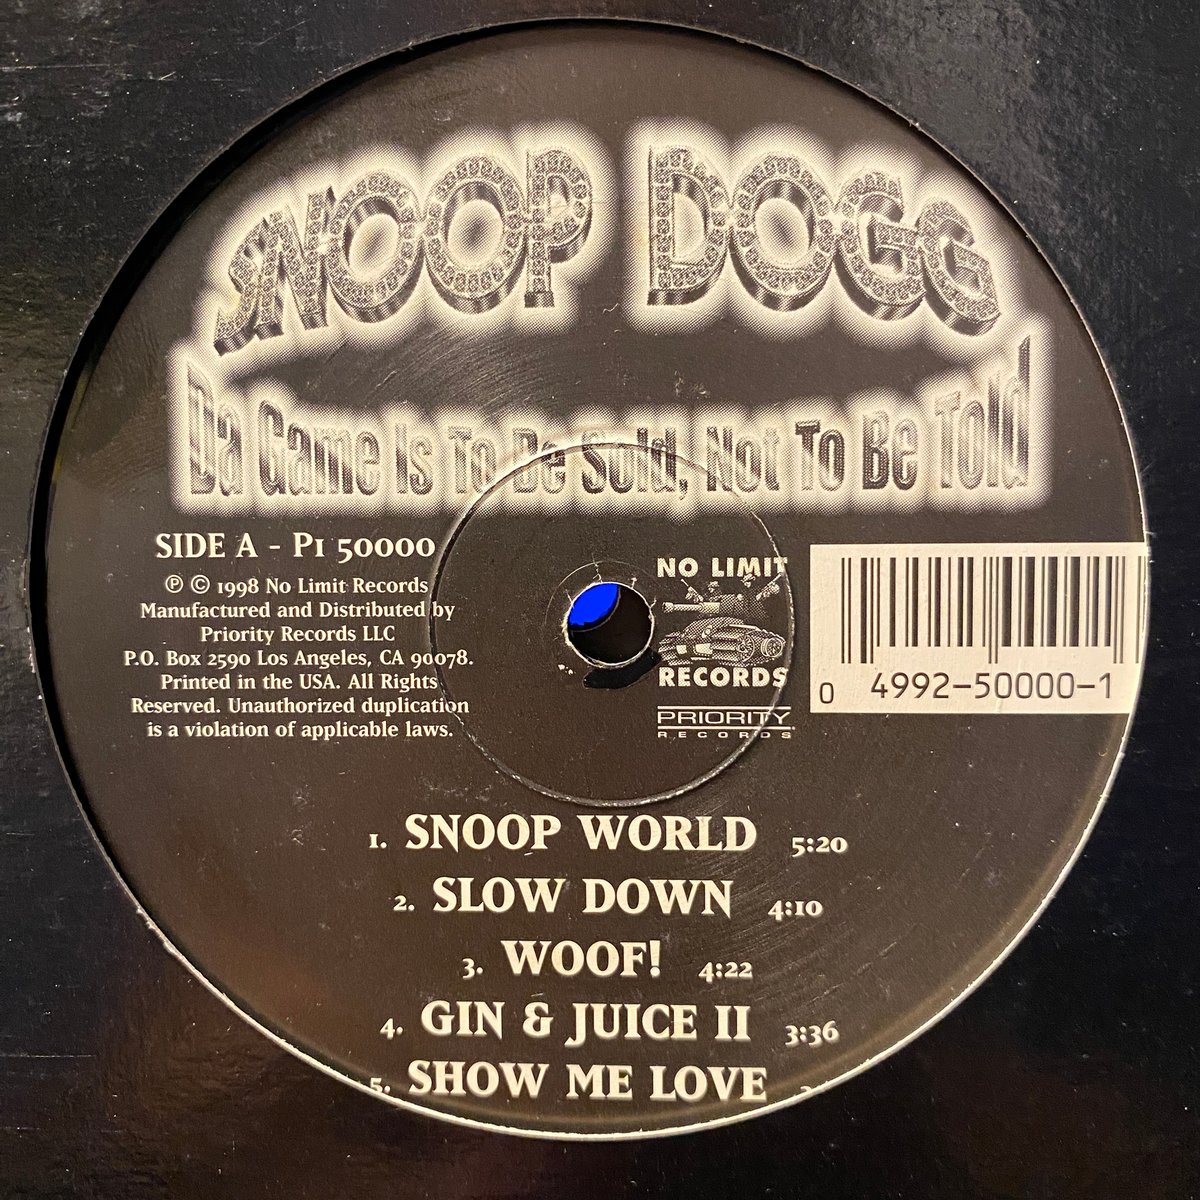 SNOOP DOGG
Da Game Is To Be Sold, Not To Be Told
SIDE A - P1 50000
℗ © 1998 No Limit Records
Manufactured and Distributed by
Priority Records LLC
P.O. Box 2590 Los Angeles, CA 90078.
Printed in the USA. All Rights
Reserved. Unauthorized duplication
is a violation of applicable laws.
NO LIMIT
RECORDS
PRIORITY
RECORDS
0 4992-50000-1
1. SNOOP WORLD 5:20
2. SLOW DOWN 4:10
3. WOOF! 4:22
4. GIN & JUICE II 3:36
5. SHOW ME LOVE